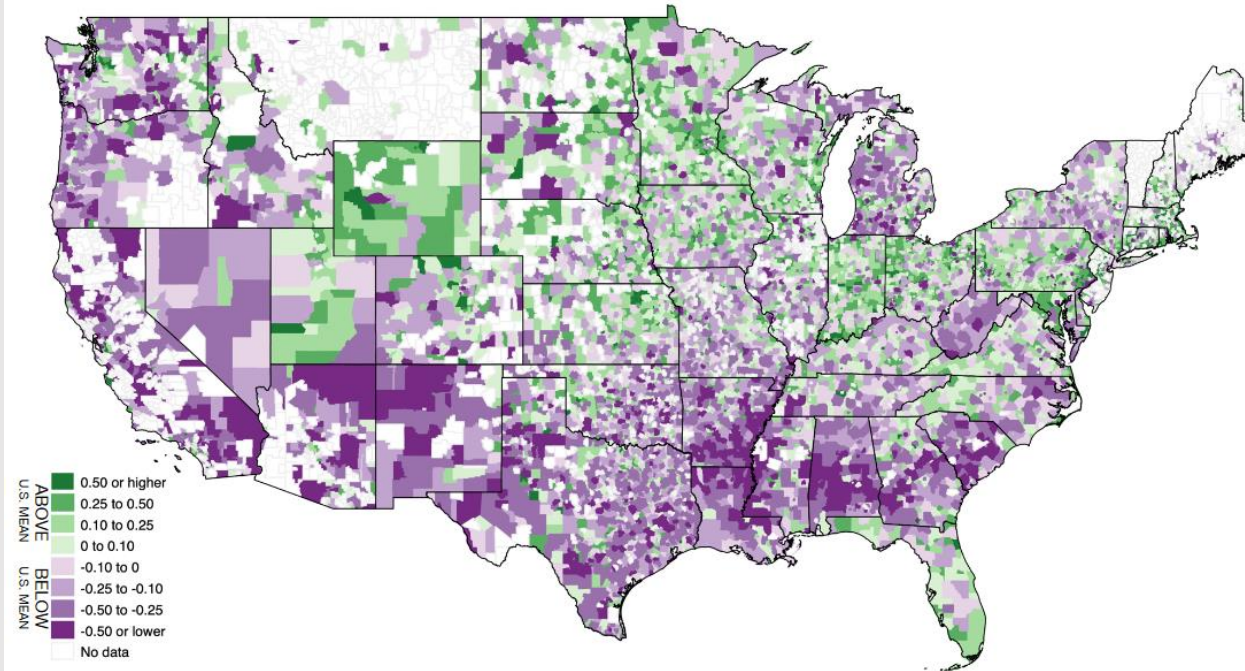 ABOVE
U.S. MEAN
0.50 or higher
0.25 to 0.50
0.10 to 0.25
0 to 0.10
BELOW
U.S. MEAN
-0.10 to 0
-0.25 to -0.10
-0.50 to -0.25
-0.50 or lower
No data